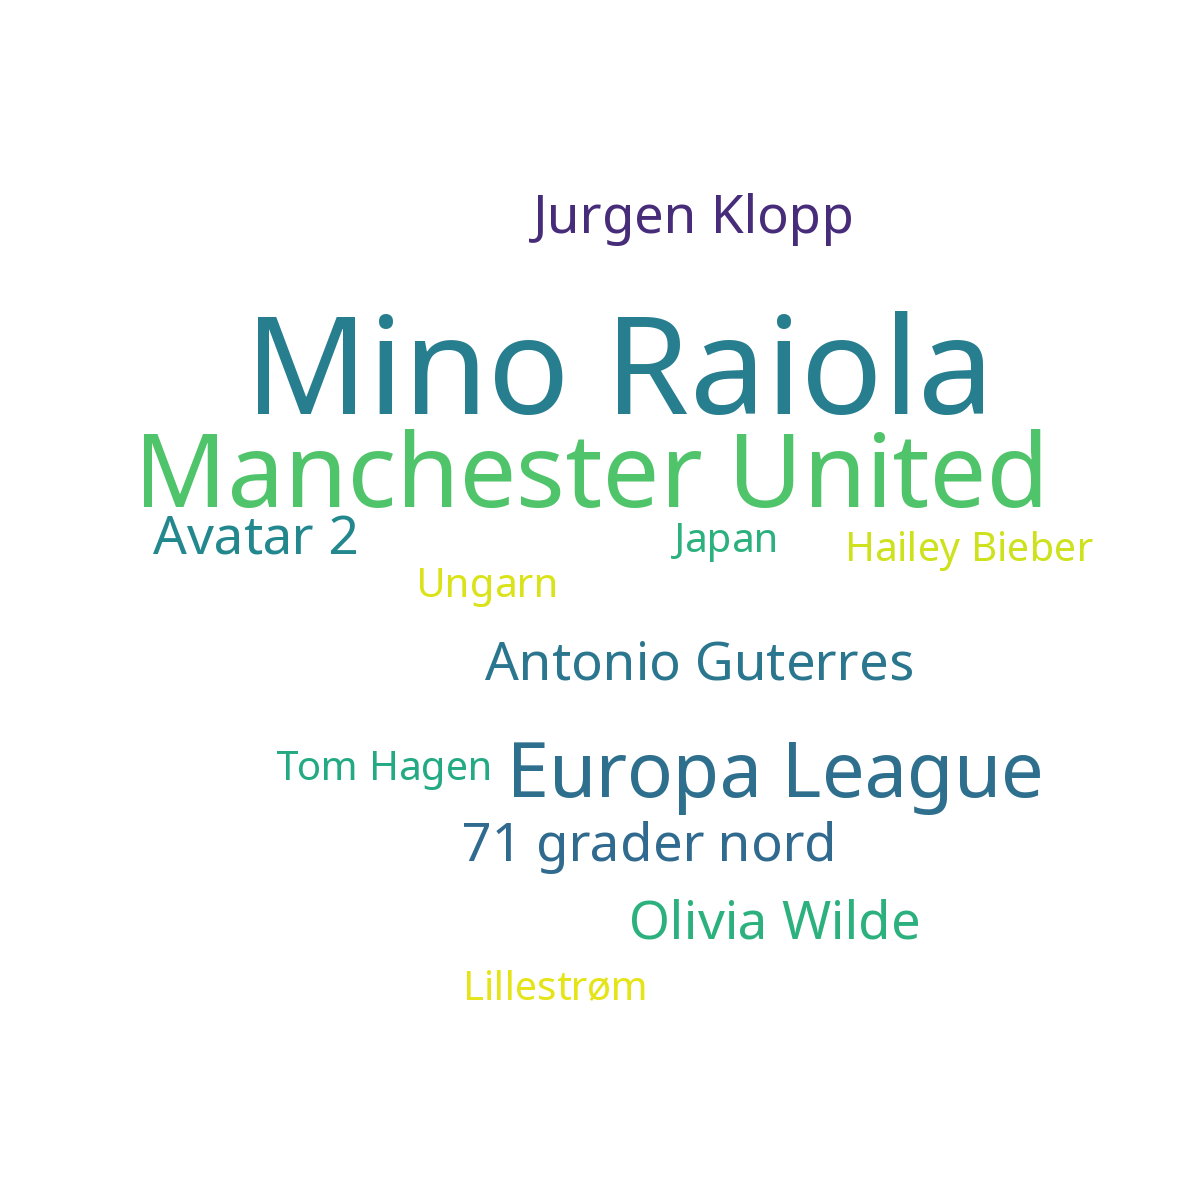 Jurgen Klopp
Mino Raiola
Manchester United
Avatar 2
Japan
Hailey Bieber
Ungarn
Antonio Guterres
Tom Hagen
Europa League
71 grader nord
Olivia Wilde
Lillestrøm